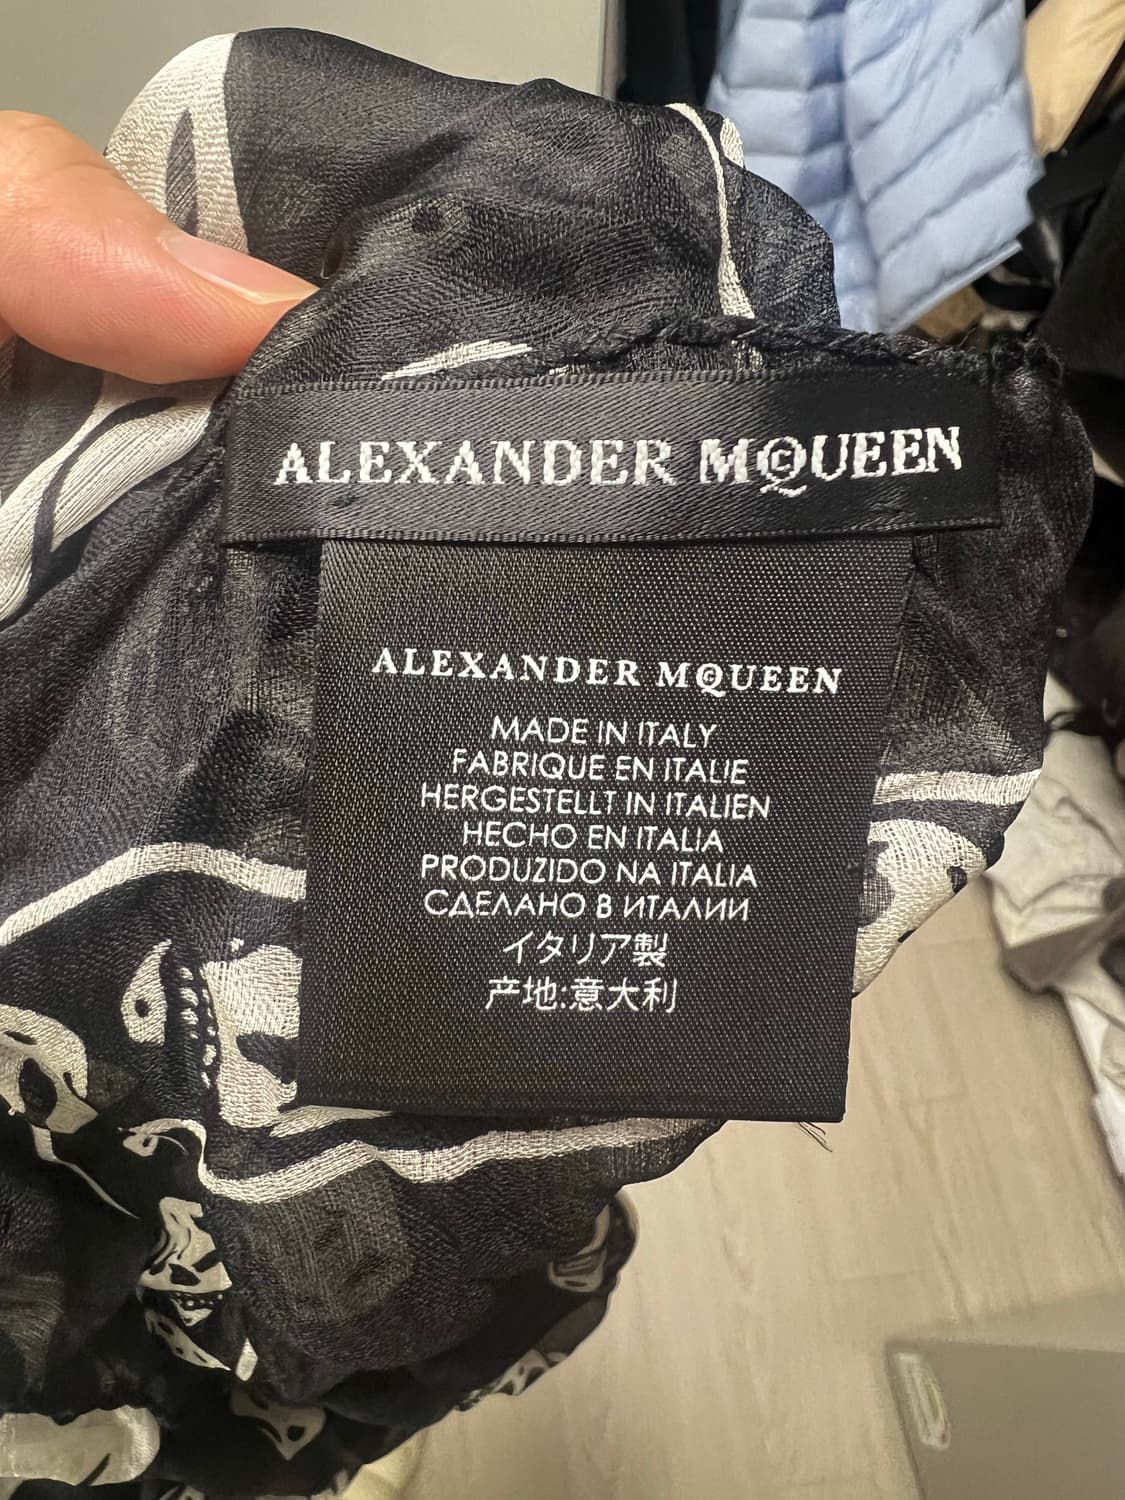 ALEXANDER MCQUEEN
ALEXANDER MCQUEEN
MADE IN ITALY
FABRIQUE EN ITALIE
HERGESTELLT IN ITALIEN
HECHO EN ITALIA
PRODUZIDO NA ITALIA
СДЕЛАНО В ИТАЛИИ
イタリア製
产地:意大利